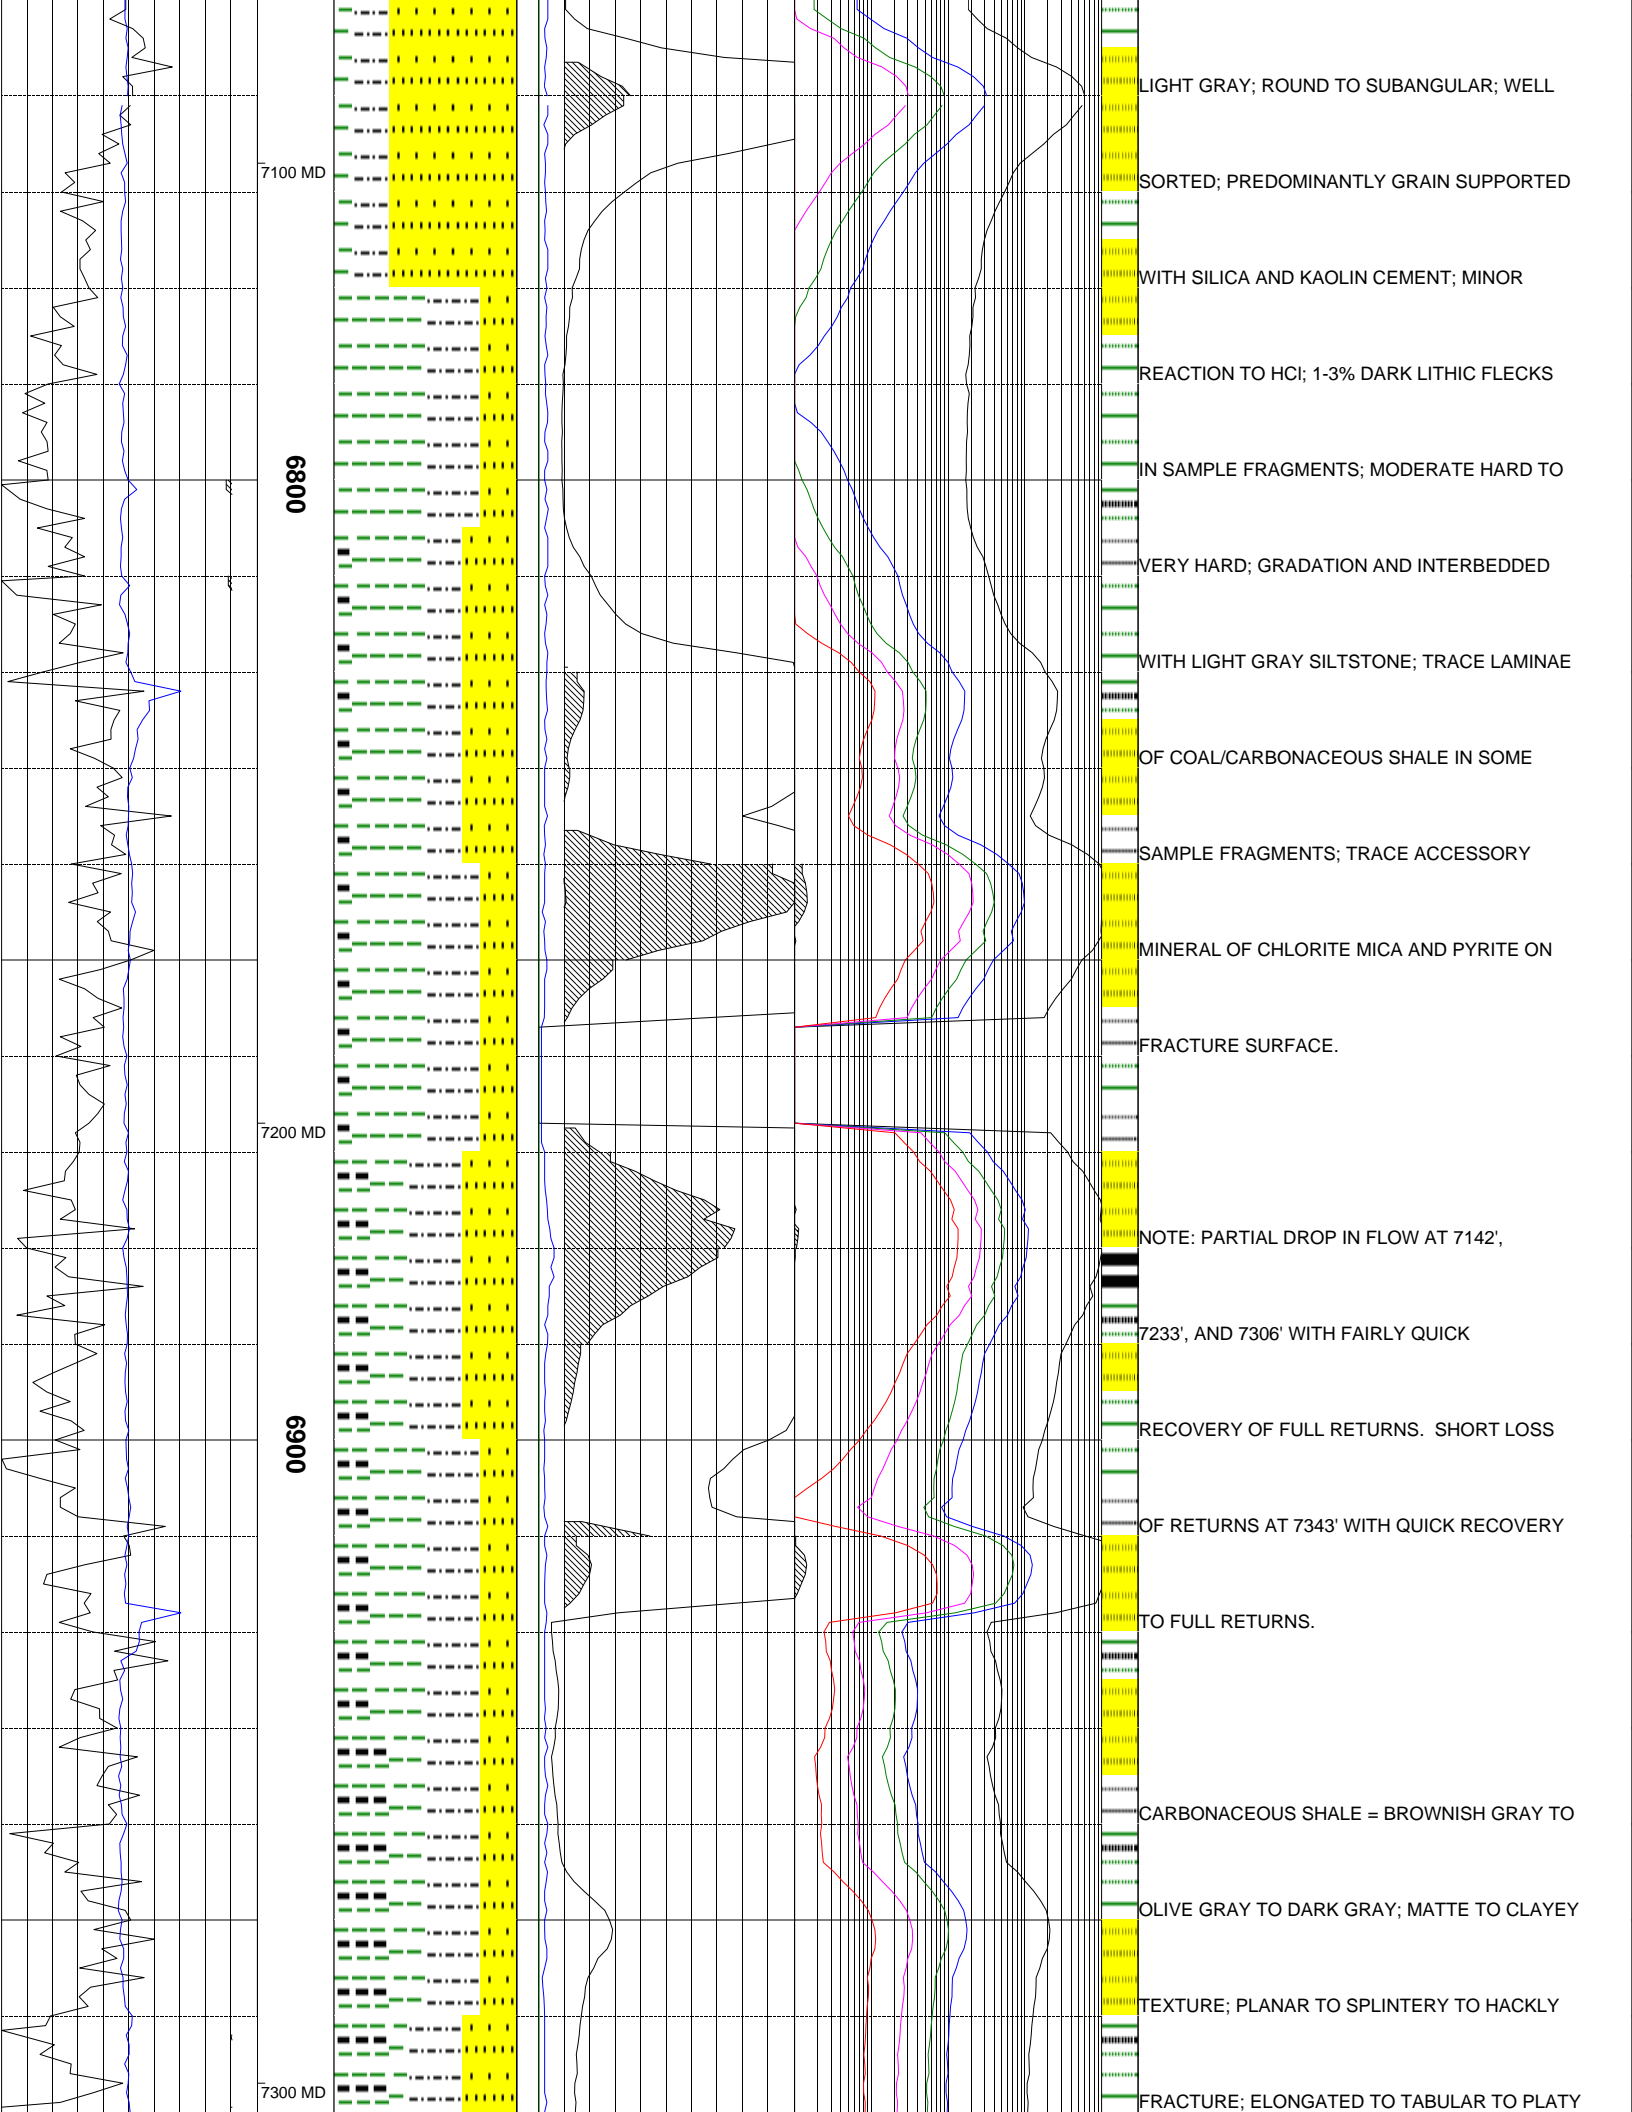 LIGHT GRAY; ROUND TO SUBANGULAR; WELL
7100 MD
SORTED; PREDOMINANTLY GRAIN SUPPORTED
WITH SILICA AND KAOLIN CEMENT; MINOR
REACTION TO HCl; 1-3% DARK LITHIC FLECKS
6800
IN SAMPLE FRAGMENTS; MODERATE HARD TO
VERY HARD; GRADATION AND INTERBEDDED
WITH LIGHT GRAY SILTSTONE; TRACE LAMINAE
OF COAL/CARBONACEOUS SHALE IN SOME
SAMPLE FRAGMENTS; TRACE ACCESSORY
MINERAL OF CHLORITE MICA AND PYRITE ON
FRACTURE SURFACE.
7200 MD
NOTE: PARTIAL DROP IN FLOW AT 7142',
7233', AND 7306' WITH FAIRLY QUICK
6900
RECOVERY OF FULL RETURNS.  SHORT LOSS
OF RETURNS AT 7343' WITH QUICK RECOVERY
TO FULL RETURNS.
CARBONACEOUS SHALE = BROWNISH GRAY TO
OLIVE GRAY TO DARK GRAY; MATTE TO CLAYEY
TEXTURE; PLANAR TO SPLINTERY TO HACKLY
7300 MD
FRACTURE; ELONGATED TO TABULAR TO PLATY